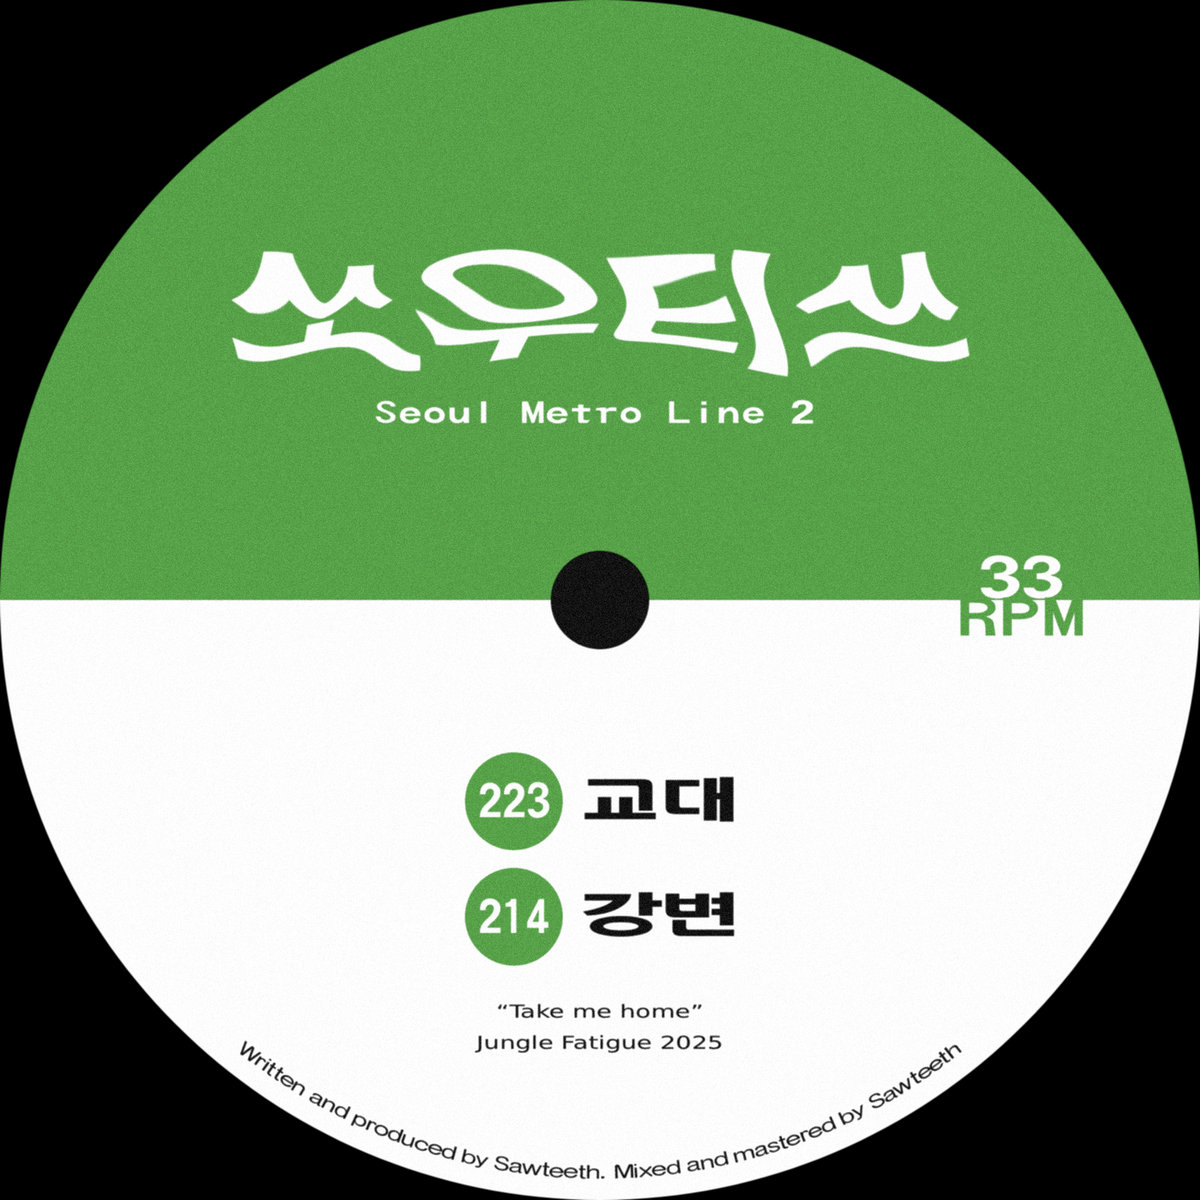 쏘우티쓰
Seoul Metro Line 2
33
RPM
223 교대
214 강변
“Take me home”
Jungle Fatigue 2025
Written and produced by Sawteeth. Mixed and mastered by Sawteeth